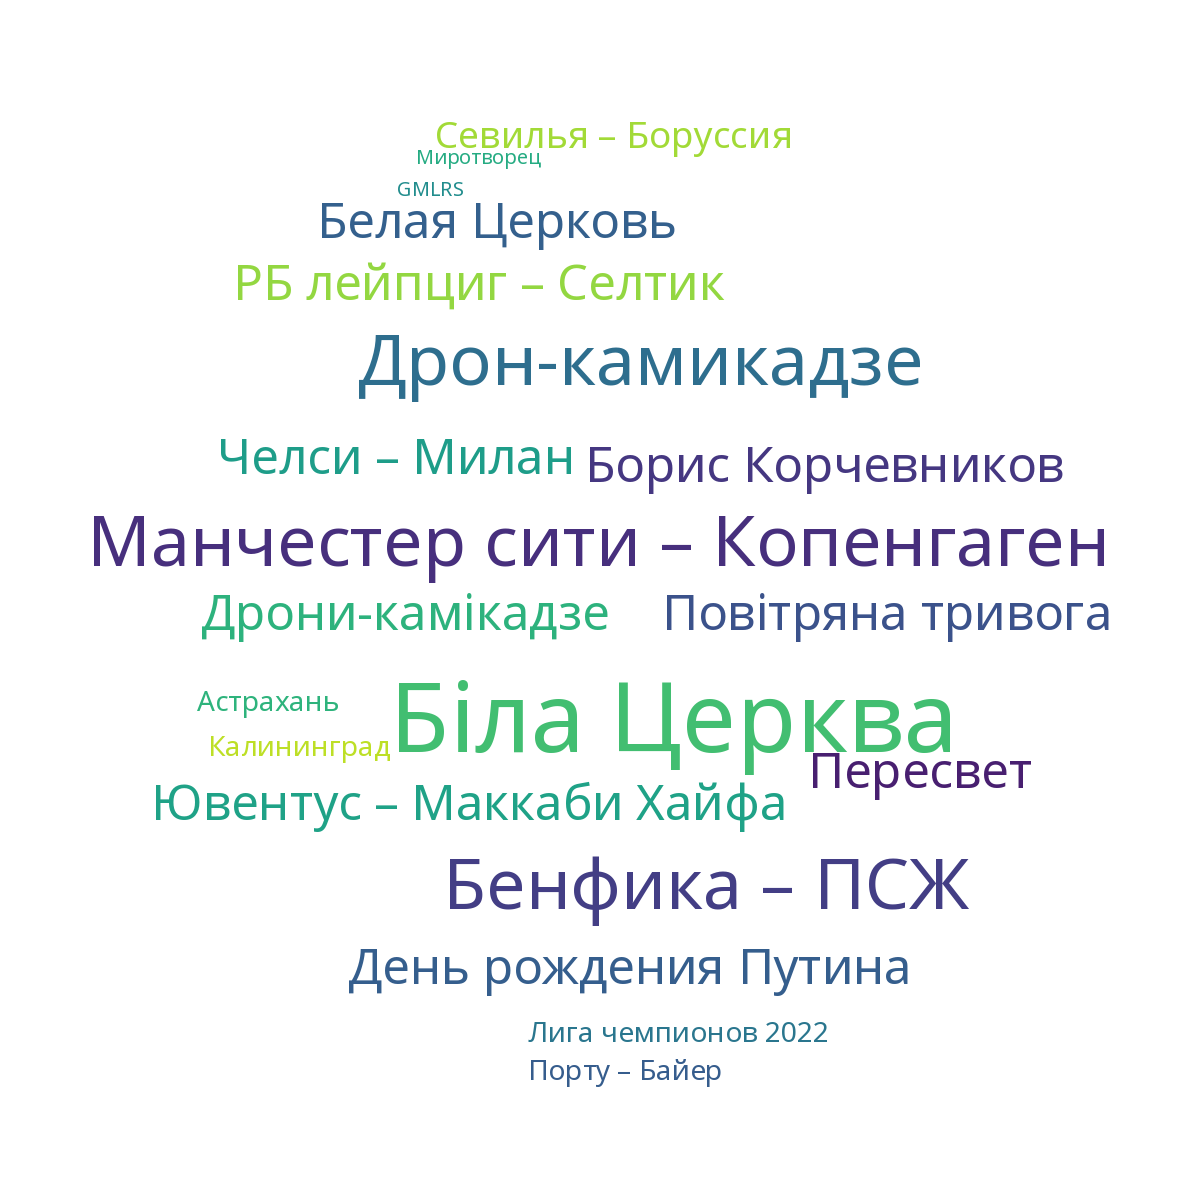 Севилья – Боруссия
Миротворец
GMLRS
Белая Церковь
РБ лейпциг – Селтик
Дрон-камикадзе
Челси – Милан
Борис Корчевников
Манчестер сити – Копенгаген
Дрони-камікадзе
Повітряна тривога
Астрахань
Біла Церква
Калининград
Пересвет
Ювентус – Маккаби Хайфа
Бенфика – ПСЖ
День рождения Путина
Лига чемпионов 2022
Порту – Байер